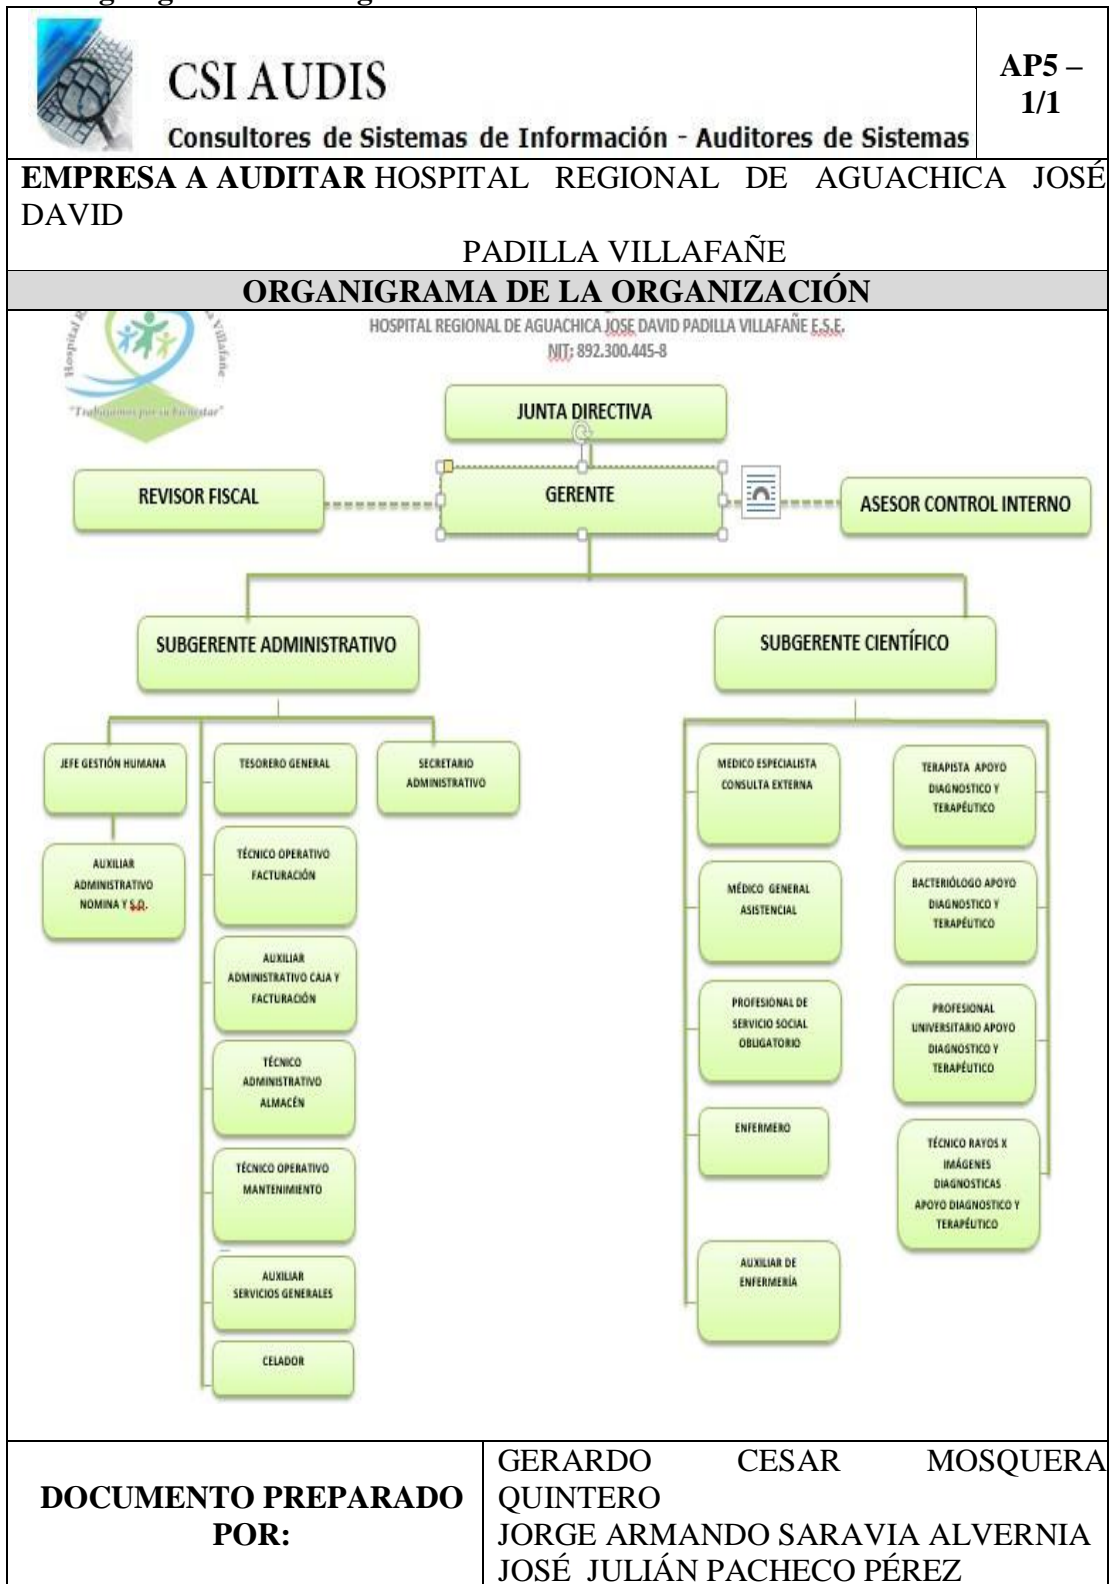 CSI AUDIS
Consultores de Sistemas de Información - Auditores de Sistemas
AP5 –
1/1
EMPRESA A AUDITAR HOSPITAL REGIONAL DE AGUACHICA JOSÉ
DAVID
PADILLA VILLAFAÑE
ORGANIGRAMA DE LA ORGANIZACIÓN
Villafañe
"Trabajamos por su bienestar"
HOSPITAL REGIONAL DE AGUACHICA JOSE DAVID PADILLA VILLAFAÑE E.S.E.
NIT: 892.300.445-8
JUNTA DIRECTIVA
REVISOR FISCAL
GERENTE
ASESOR CONTROL INTERNO
SUBGERENTE ADMINISTRATIVO
SUBGERENTE CIENTÍFICO
JEFE GESTIÓN HUMANA
AUXILIAR
ADMINISTRATIVO
NOMINA Y S.O.
TESORERO GENERAL
TÉCNICO OPERATIVO
FACTURACIÓN
AUXILIAR
ADMINISTRATIVO CAJA Y
FACTURACIÓN
TÉCNICO
ADMINISTRATIVO
ALMACÉN
TÉCNICO OPERATIVO
MANTENIMIENTO
AUXILIAR
SERVICIOS GENERALES
CELADOR
SECRETARIO
ADMINISTRATIVO
MEDICO ESPECIALISTA
CONSULTA EXTERNA
MÉDICO GENERAL
ASISTENCIAL
PROFESIONAL DE
SERVICIO SOCIAL
OBLIGATORIO
ENFERMERO
AUXILIAR DE
ENFERMERÍA
TERAPISTA APOYO
DIAGNOSTICO Y
TERAPÉUTICO
BACTERIÓLOGO APOYO
DIAGNOSTICO Y
TERAPÉUTICO
PROFESIONAL
UNIVERSITARIO APOYO
DIAGNOSTICO Y
TERAPÉUTICO
TÉCNICO RAYOS X
IMÁGENES
DIAGNOSTICAS
APOYO DIAGNOSTICO Y
TERAPÉUTICO
DOCUMENTO PREPARADO
POR:
GERARDO CESAR MOSQUERA
QUINTERO
JORGE ARMANDO SARAVIA ALVERNIA
JOSÉ JULIÁN PACHECO PÉREZ